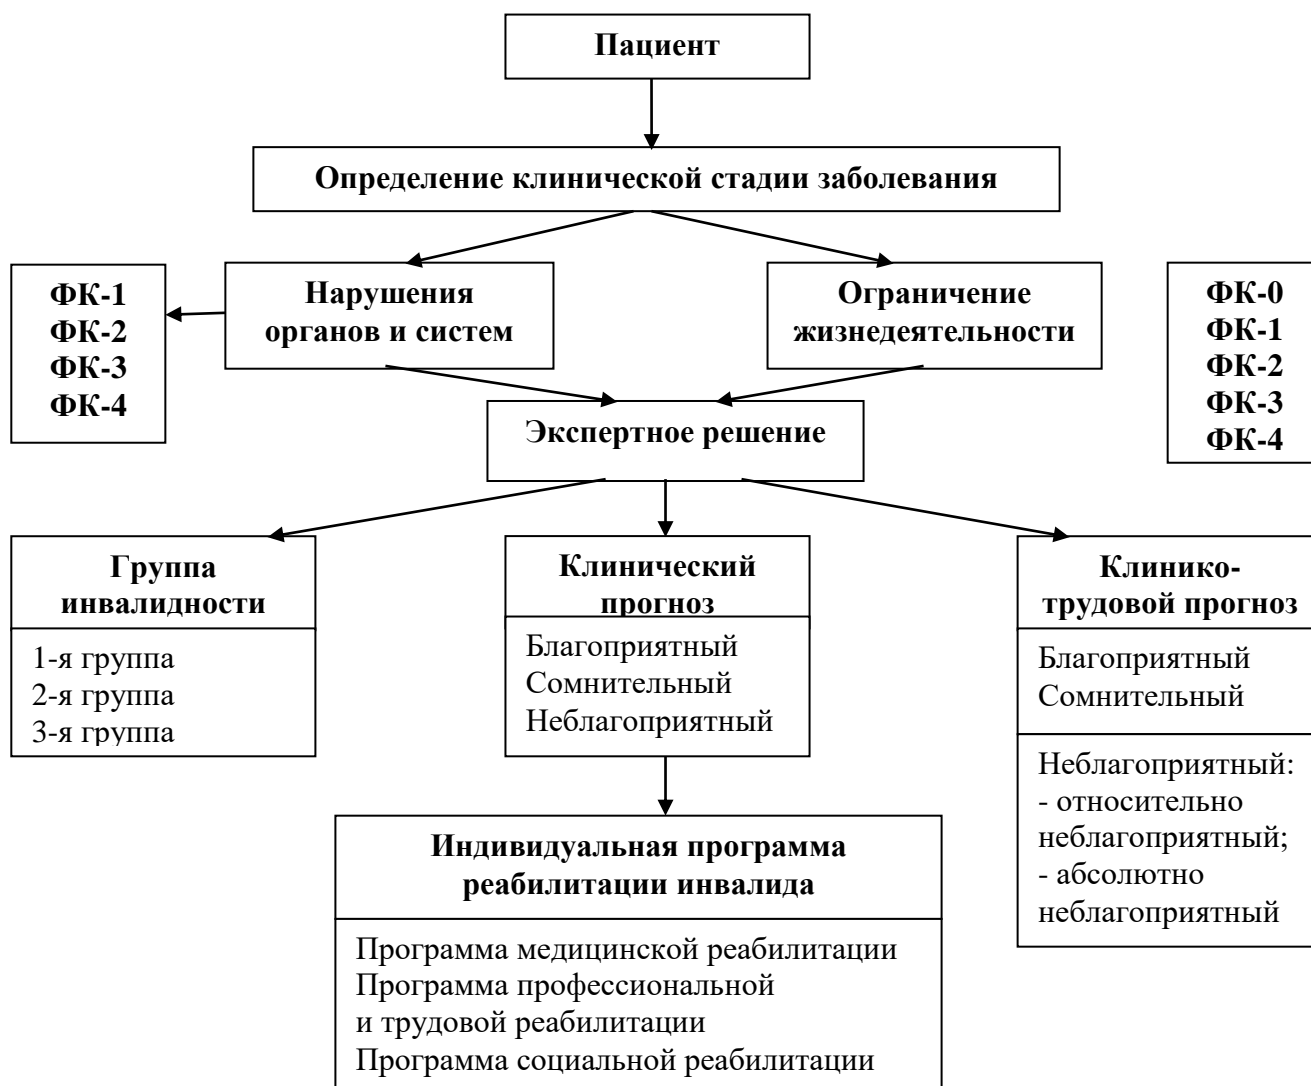 Пациент
Определение клинической стадии заболевания
ФК-1
ФК-2
ФК-3
ФК-4
Нарушения
органов и систем
Ограничение
жизнедеятельности
ФК-0
ФК-1
ФК-2
ФК-3
ФК-4
Экспертное решение
Группа
инвалидности
1-я группа
2-я группа
3-я группа
Клинический
прогноз
Благоприятный
Сомнительный
Неблагоприятный
Клинико-
трудовой прогноз
Благоприятный
Сомнительный
Неблагоприятный:
- относительно
неблагоприятный;
- абсолютно
неблагоприятный
Индивидуальная программа
реабилитации инвалида
Программа медицинской реабилитации
Программа профессиональной
и трудовой реабилитации
Программа социальной реабилитации